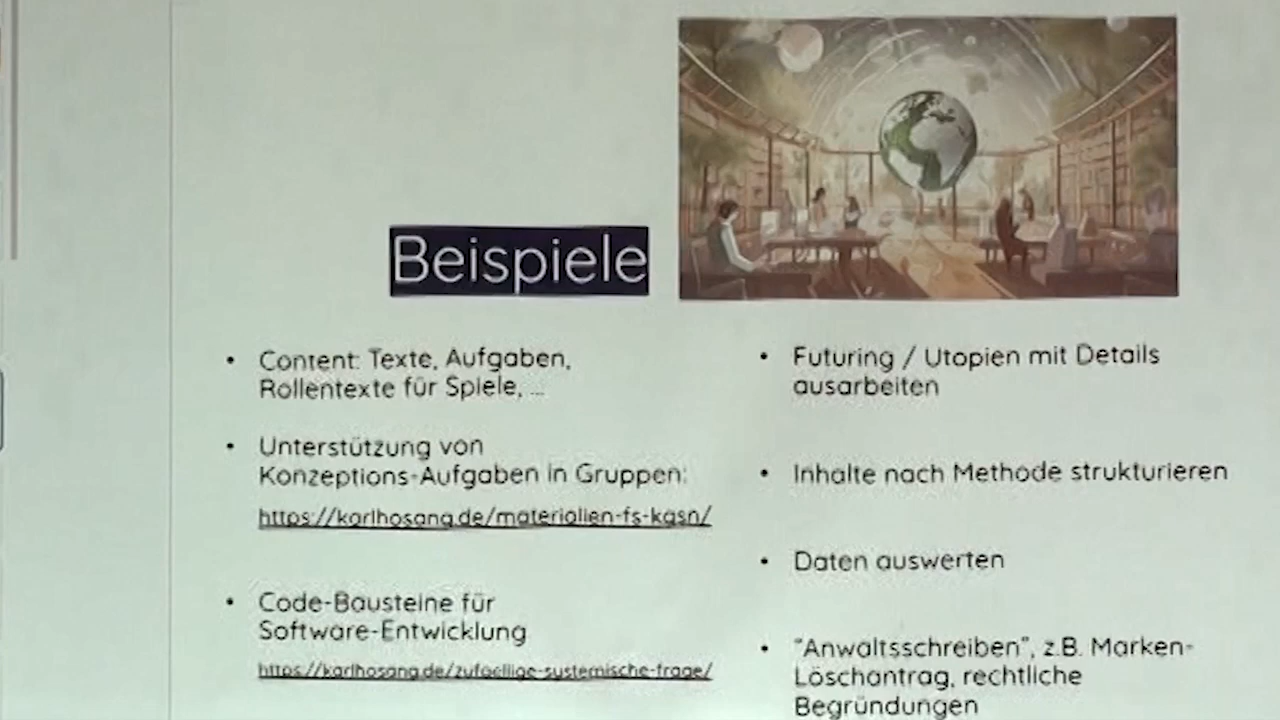 Beispiele
• Content: Texte, Aufgaben,
Rollentexte für Spiele, ...
• Unterstützung von
Konzeptions-Aufgaben in Gruppen:
https://karlhosang.de/materialien-fs-kasn/
• Code-Bausteine für
Software-Entwicklung
https://karlhosang.de/zufaellige-systemische-frage/
• Futuring / Utopien mit Details
ausarbeiten
• Inhalte nach Methode strukturieren
• Daten auswerten
• "Anwaltsschreiben", z.B. Marken-
Löschantrag, rechtliche
Begründungen